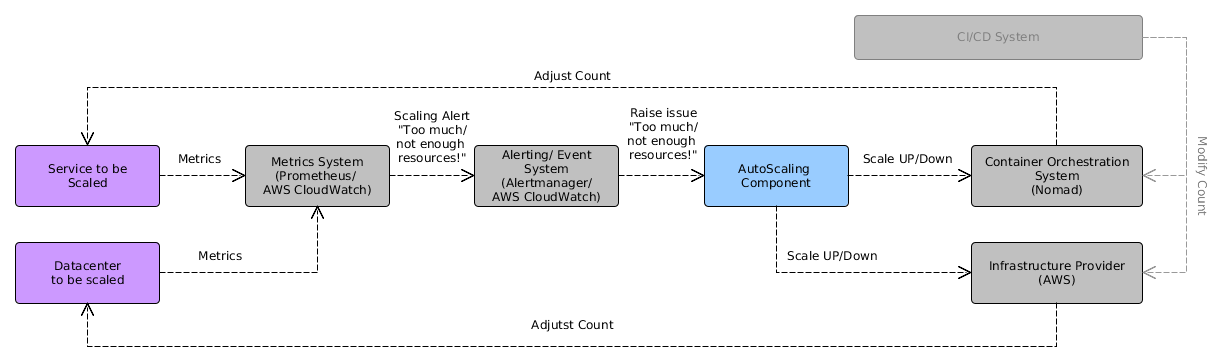 CI/CD System
Adjust Count
Scaling Alert
"Too much/
not enough
resources!"
Raise issue
"Too much/
not enough
resources!"
Service to be
Scaled
Metrics
Metrics System
(Prometheus/
AWS CloudWatch)
Alerting/ Event
System
(Alertmanager/
AWS CloudWatch)
AutoScaling
Component
Scale UP/Down
Container Orchestration
System
(Nomad)
Modify Count
Datacenter
to be scaled
Metrics
Scale UP/Down
Infrastructure Provider
(AWS)
Adjutst Count